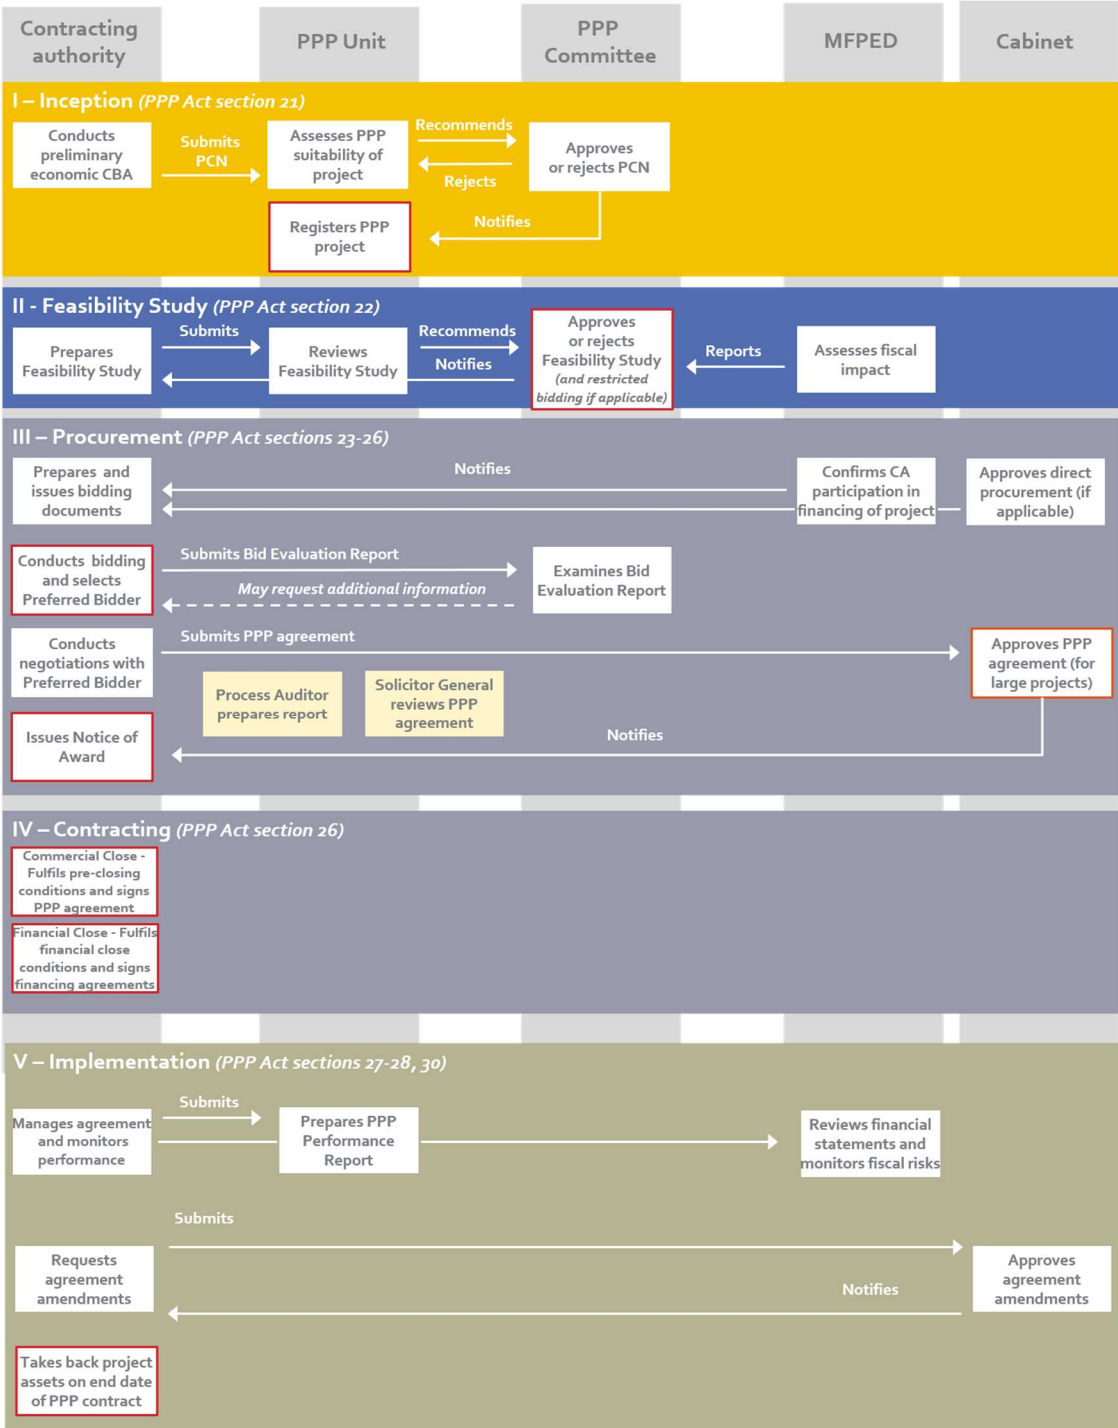 Contracting
authority
PPP Unit
PPP
Committee
MFPED
Cabinet
I – Inception (PPP Act section 21)
Conducts
preliminary
economic CBA
Submits
PCN
Assesses PPP
suitability of
project
Recommends
Rejects
Approves
or rejects PCN
Registers PPP
project
Notifies
II - Feasibility Study (PPP Act section 22)
Prepares
Feasibility Study
Submits
Reviews
Feasibility Study
Recommends
Notifies
Approves
or rejects
Feasibility Study
(and restricted
bidding if applicable)
Reports
Assesses fiscal
impact
III – Procurement (PPP Act sections 23-26)
Prepares and
issues bidding
documents
Notifies
Confirms CA
participation in
financing of project
Approves direct
procurement (if
applicable)
Conducts bidding
and selects
Preferred Bidder
Submits Bid Evaluation Report
May request additional information
Examines Bid
Evaluation Report
Conducts
negotiations with
Preferred Bidder
Submits PPP agreement
Approves PPP
agreement (for
large projects)
Process Auditor
prepares report
Solicitor General
reviews PPP
agreement
Issues Notice of
Award
Notifies
IV – Contracting (PPP Act section 26)
Commercial Close -
Fulfils pre-closing
conditions and signs
PPP agreement
Financial Close - Fulfils
financial close
conditions and signs
financing agreements
V – Implementation (PPP Act sections 27-28, 30)
Manages agreement
and monitors
performance
Submits
Prepares PPP
Performance
Report
Reviews financial
statements and
monitors fiscal risks
Submits
Requests
agreement
amendments
Notifies
Approves
agreement
amendments
Takes back project
assets on end date
of PPP contract